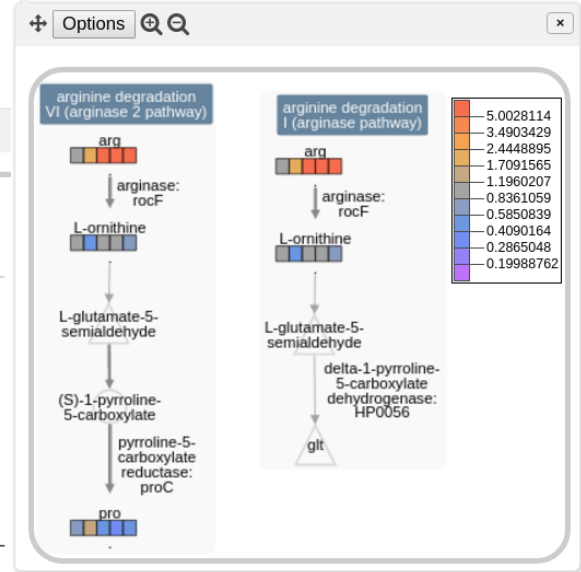 Options
×
arginine degradation
VI (arginase 2 pathway)
arg
arginase:
rocF
L-ornithine
L-glutamate-5-
semialdehyde
(S)-1-pyrroline-
5-carboxylate
pyrroline-5-
carboxylate
reductase:
proC
pro
arginine degradation
I (arginase pathway)
arg
arginase:
rocF
L-ornithine
L-glutamate-5-
semialdehyde
delta-1-pyrroline-
5-carboxylate
dehydrogenase:
HP0056
glt
5.0028114
3.4903429
2.4448895
1.7091565
1.1960207
0.8361059
0.5850839
0.4090164
0.2865048
0.19988762